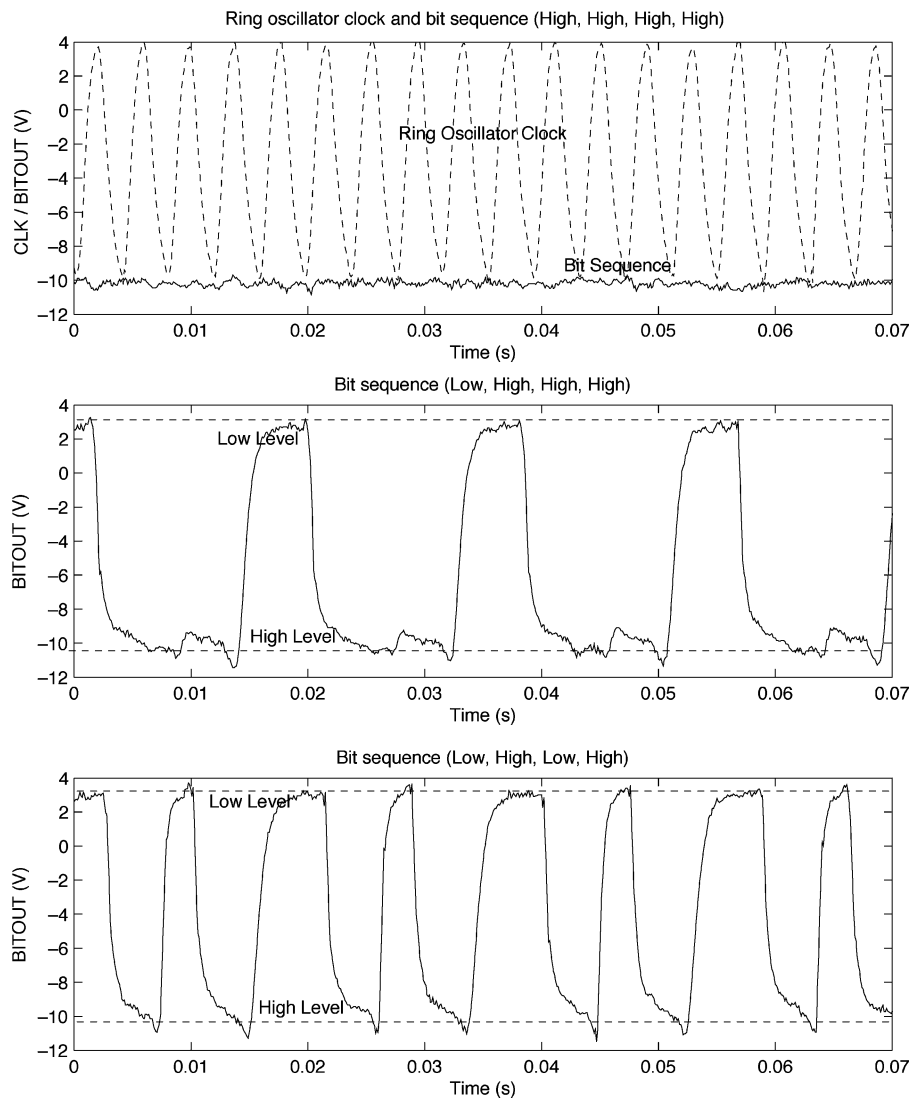 Ring oscillator clock and bit sequence (High, High, High, High)
4
2
0
−2
−4
−6
−8
−10
−12
CLK / BITOUT (V)
Ring Oscillator Clock
Bit Sequence
0 0.01 0.02 0.03 0.04 0.05 0.06 0.07
Time (s)
Bit sequence (Low, High, High, High)
4
2
0
−2
−4
−6
−8
−10
−12
BITOUT (V)
Low Level
High Level
0 0.01 0.02 0.03 0.04 0.05 0.06 0.07
Time (s)
Bit sequence (Low, High, Low, High)
4
2
0
−2
−4
−6
−8
−10
−12
BITOUT (V)
Low Level
High Level
0 0.01 0.02 0.03 0.04 0.05 0.06 0.07
Time (s)